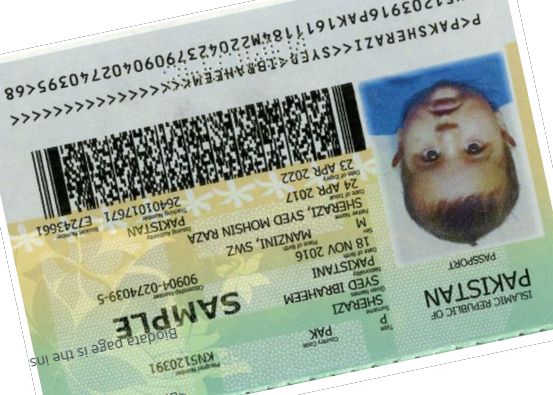 ISLAMIC REPUBLIC OF
PAKISTAN
PASSPORT
Type
P
Country Code
PAK
Passport Number
KN5120391
Surname
SHERAZI
Given Names
SYED IBRAHEEM
SAMPLE
Biodata page is the ins
Nationality
PAKISTANI
Citizenship Number
90904-0274039-5
Date of Birth
18 NOV 2016
Sex
M
Place of Birth
MANZINI, SWZ
Father Name
SHERAZI, SYED MOHSIN RAZA
Date of Issue
24 APR 2017
Issuing Authority
PAKISTAN
Date of Expiry
23 APR 2022
Tracking Number
26401017671
Booklet Number
E7243661
P<PAKSHERAZI<<SYED<IBRAHEEM<<<<<<<<<<<<<<<<<